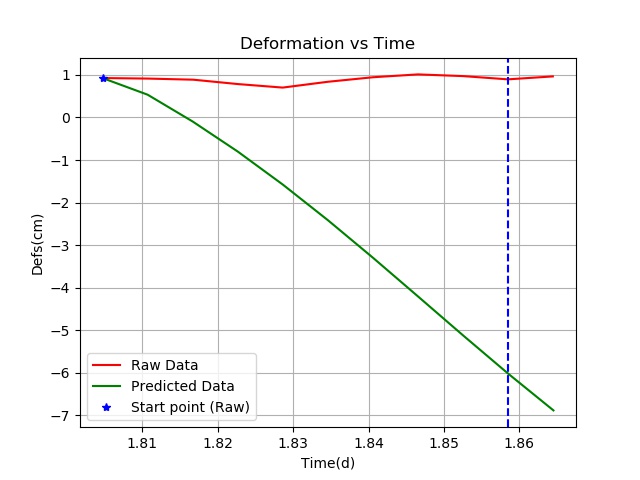 Deformation vs Time
Defs(cm)
1
0
−1
−2
−3
−4
−5
−6
−7
Raw Data
Predicted Data
Start point (Raw)
1.81 1.82 1.83 1.84 1.85 1.86
Time(d)